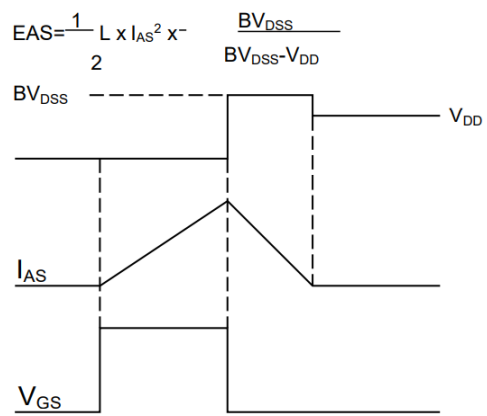 EAS= 1 L x IAS² x⁻ BVDSS
2 BVDSS-VDD
BVDSS
VDD
IAS
VGS